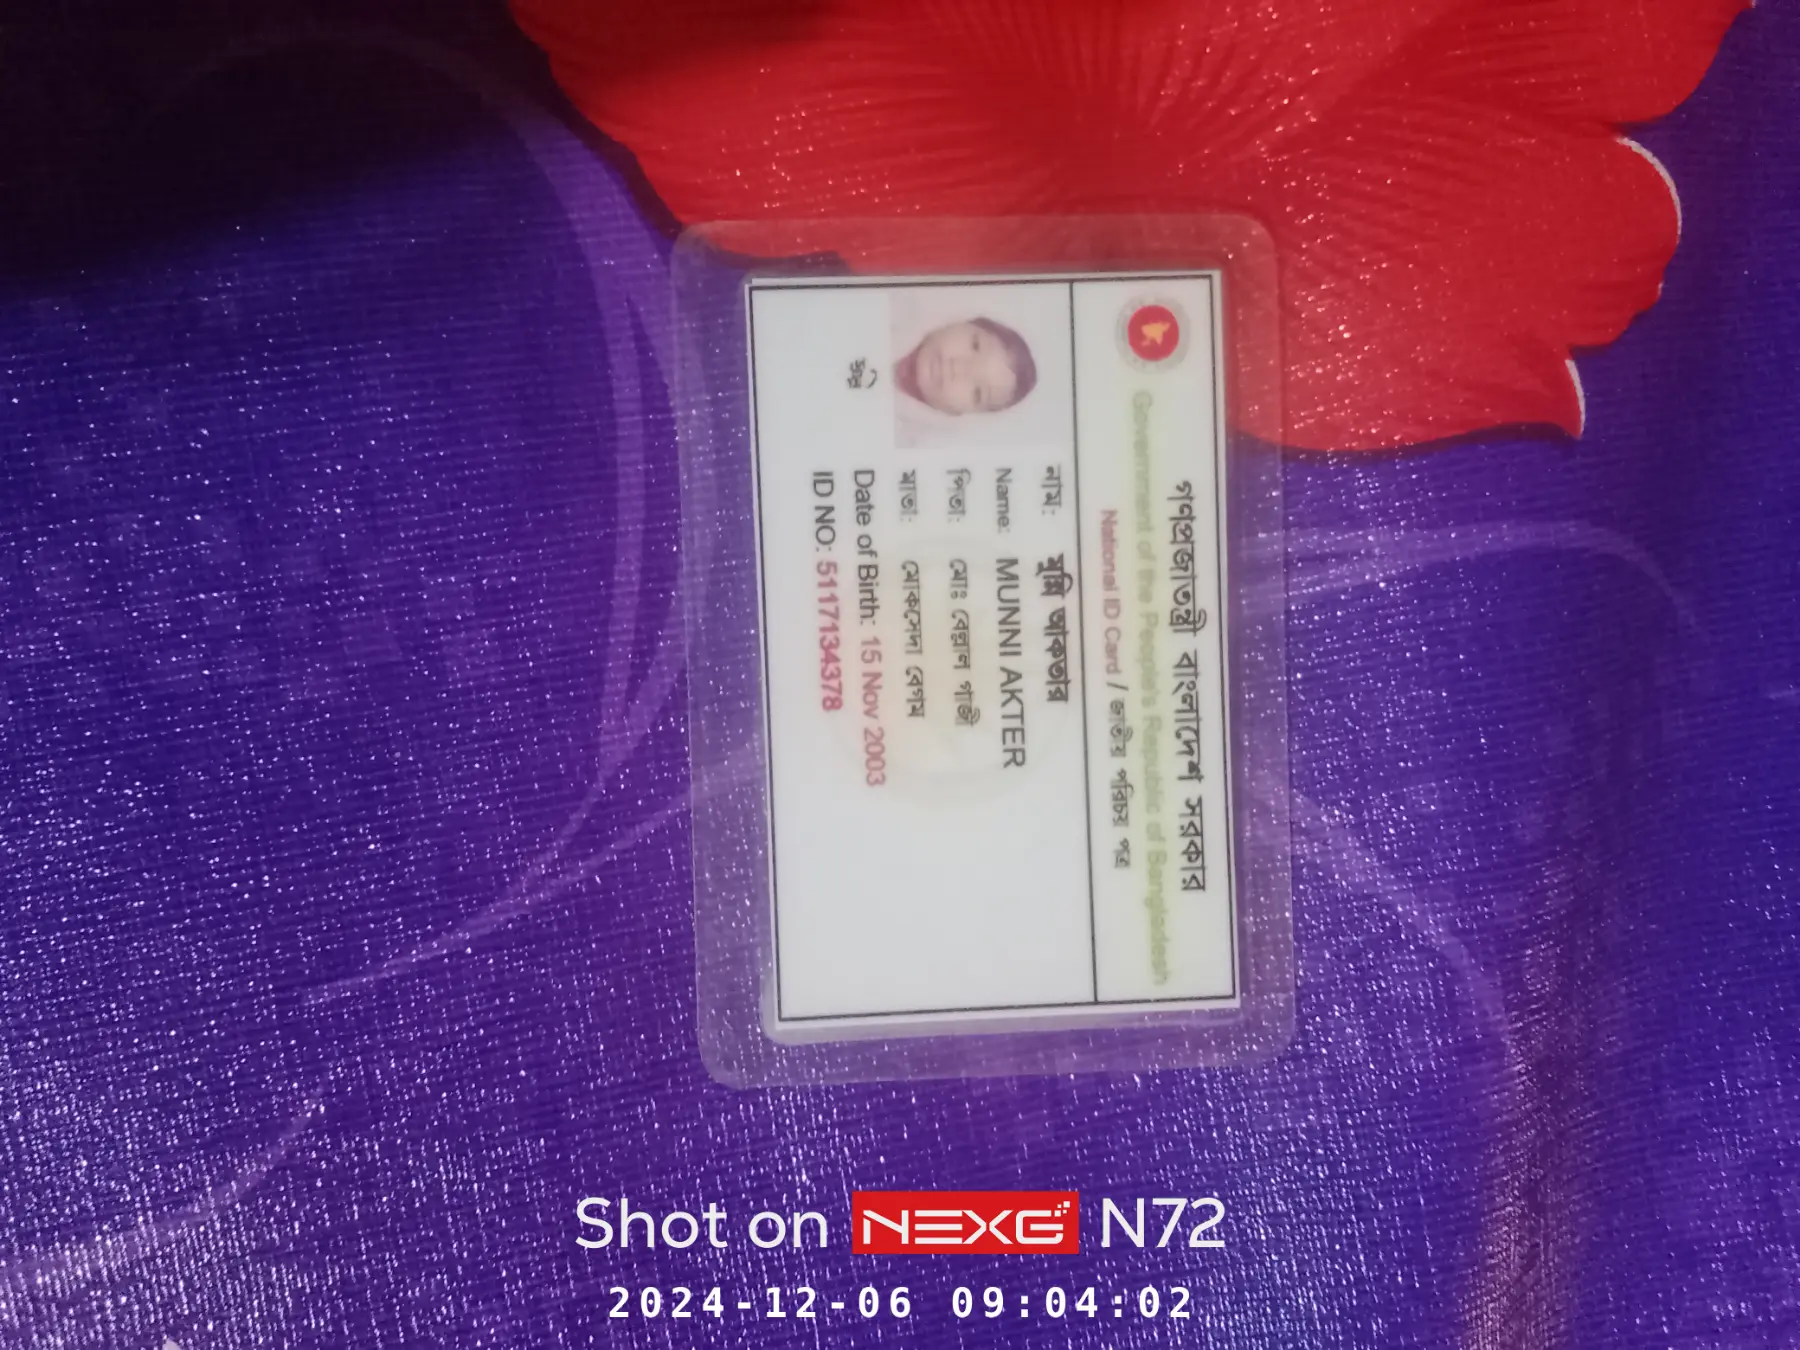 গণপ্রজাতন্ত্রী বাংলাদেশ সরকার
Government of the People's Republic of Bangladesh
National ID Card / জাতীয় পরিচয় পত্র
নাম: মুন্নি আকতার
Name: MUNNI AKTER
পিতা: মোঃ বেল্লাল গাজী
মাতা: মোকসেদা বেগম
Date of Birth: 15 Nov 2003
ID NO: 5117134378
Shot on NEXG N72
2024-12-06 09:04:02